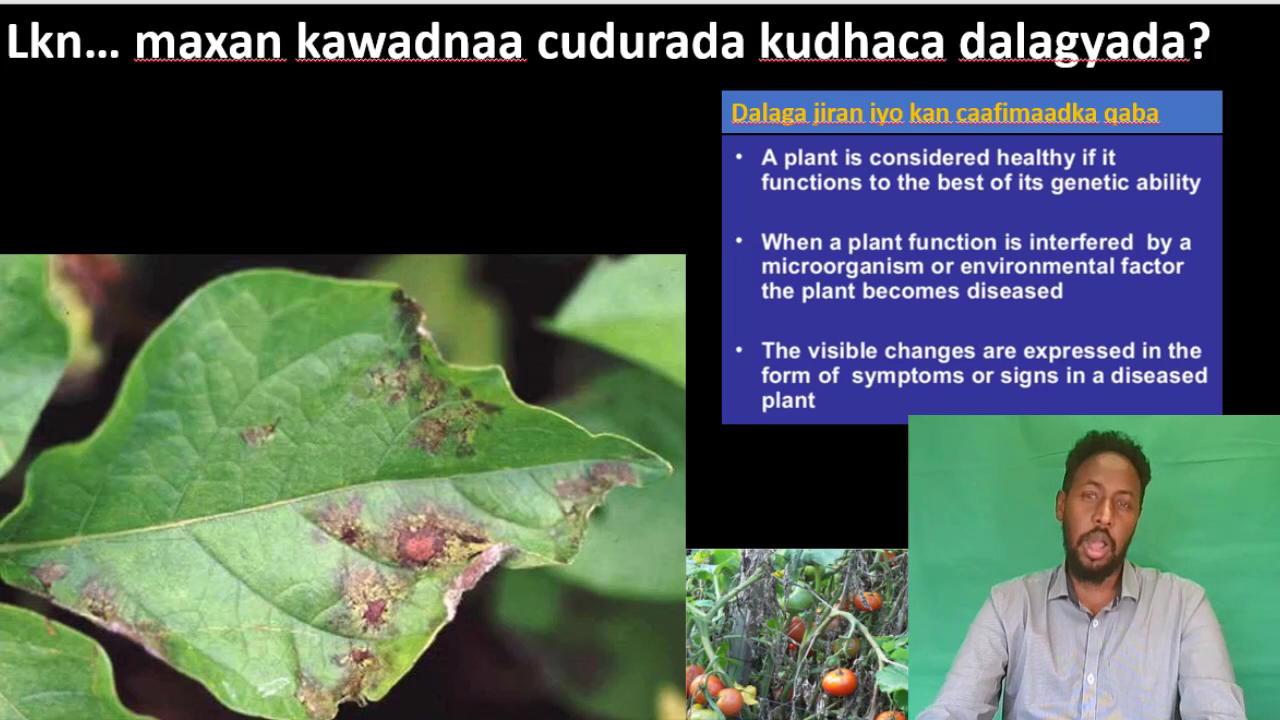 Lkn... maxan kawadnaa cudurada kudhaca dalagyada?
Dalaga jiran iyo kan caafimaadka qaba
• A plant is considered healthy if it
functions to the best of its genetic ability
• When a plant function is interfered by a
microorganism or environmental factor
the plant becomes diseased
• The visible changes are expressed in the
form of symptoms or signs in a diseased
plant